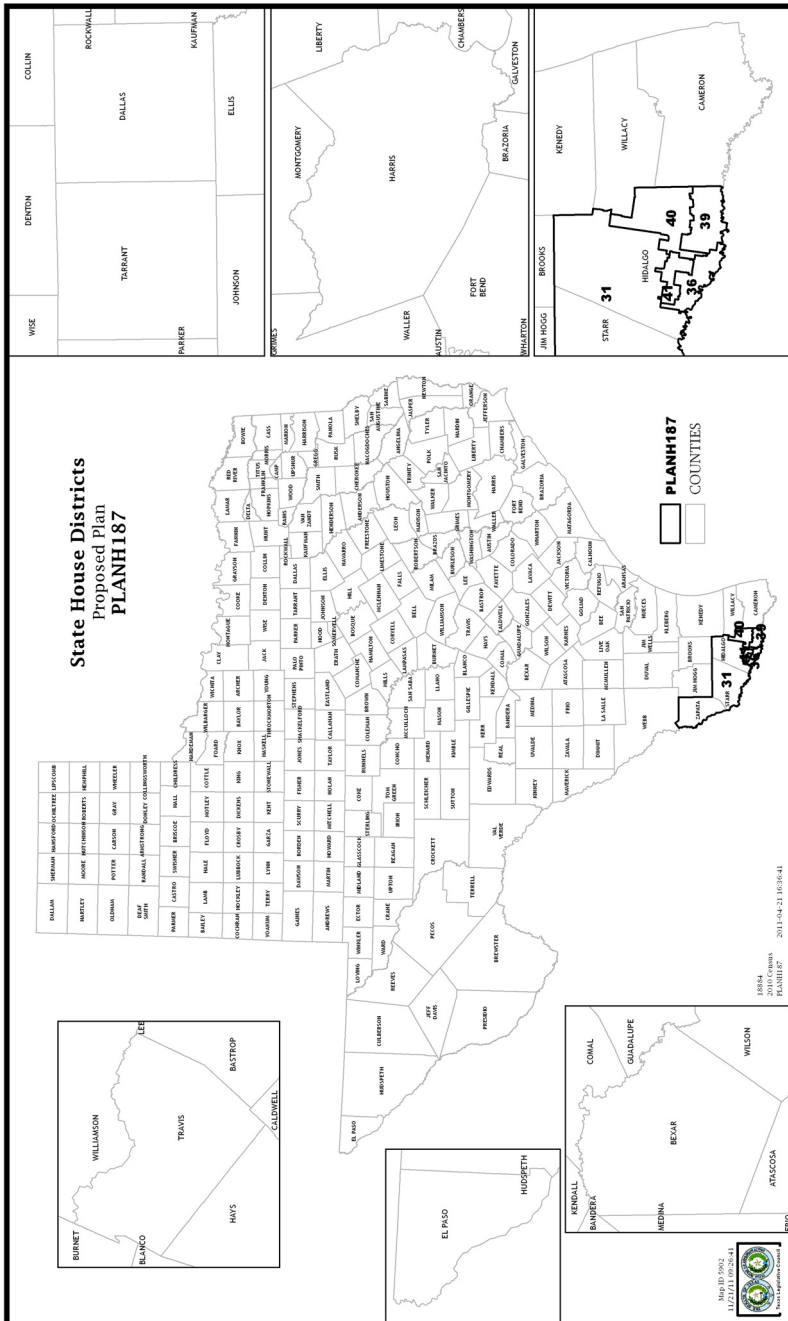 State House Districts
Proposed Plan
PLANH187
BURNET
WILLIAMSON
LEE
TRAVIS
BASTROP
BLANCO
HAYS
CALDWELL
EL PASO
HUDSPETH
KENDALL
COMAL
BANDERA
GUADALUPE
MEDINA
BEXAR
WILSON
ATASCOSA
WISE
DENTON
COLLIN
ROCKWALL
PARKER
TARRANT
DALLAS
KAUFMAN
JOHNSON
ELLIS
GRIMES
MONTGOMERY
LIBERTY
WALLER
HARRIS
CHAMBERS
AUSTIN
FORT
BEND
GALVESTON
WHARTON
BRAZORIA
JIM HOGG
BROOKS
KENEDY
31
HIDALGO
WILLACY
STARR
41
40
36
39
CAMERON
DALLAM
SHERMAN
HANSFORD
OCHILTREE
LIPSCOMB
HARTLEY
MOORE
HUTCHINSON
ROBERTS
HEMPHILL
OLDHAM
POTTER
CARSON
GRAY
WHEELER
DEAF
SMITH
RANDALL
ARMSTRONG
DONLEY
COLLINGSWORTH
PARMER
CASTRO
SWISHER
BRISCOE
HALL
CHILDRESS
BAILEY
LAMB
HALE
FLOYD
MOTLEY
COTTLE
HARDEMAN
FOARD
WILBARGER
WICHITA
CLAY
MONTAGUE
COOKE
GRAYSON
FANNIN
LAMAR
RED
RIVER
BOWIE
COCHRAN
HOCKLEY
LUBBOCK
CROSBY
DICKENS
KING
KNOX
BAYLOR
ARCHER
JACK
WISE
DENTON
COLLIN
HUNT
DELTA
HOPKINS
FRANKLIN
TITUS
MORRIS
CASS
CAMP
MARION
YOAKUM
TERRY
LYNN
GARZA
KENT
STONEWALL
HASKELL
THROCKMORTON
YOUNG
PALO
PINTO
PARKER
TARRANT
DALLAS
ROCKWALL
KAUFMAN
RAINS
VAN
ZANDT
WOOD
UPSHUR
HARRISON
GREGG
SMITH
PANOLA
RUSK
GAINES
DAWSON
BORDEN
SCURRY
FISHER
JONES
SHACKELFORD
STEPHENS
HOOD
JOHNSON
ELLIS
HENDERSON
SOMERVELL
ERATH
HILL
NAVARRO
ANDERSON
CHEROKEE
SHELBY
NACOGDOCHES
SAN
AUGUSTINE
SABINE
ANDREWS
MARTIN
HOWARD
MITCHELL
NOLAN
TAYLOR
CALLAHAN
EASTLAND
COMANCHE
BOSQUE
HAMILTON
MCLENNAN
LIMESTONE
FREESTONE
LEON
HOUSTON
ANGELINA
TRINITY
JASPER
NEWTON
TYLER
POLK
LOVING
WINKLER
ECTOR
MIDLAND
GLASSCOCK
STERLING
COKE
RUNNELS
COLEMAN
BROWN
MILLS
LAMPASAS
CORYELL
BELL
FALLS
ROBERTSON
MADISON
WALKER
SAN
JACINTO
HARDIN
ORANGE
JEFFERSON
LIBERTY
CHAMBERS
EL PASO
HUDSPETH
CULBERSON
REEVES
WARD
CRANE
UPTON
REAGAN
IRION
TOM
GREEN
CONCHO
MCCULLOCH
SAN SABA
BURNET
WILLIAMSON
MILAM
BRAZOS
GRIMES
MONTGOMERY
JEFF
DAVIS
PECOS
CROCKETT
SCHLEICHER
MENARD
MASON
LLANO
TRAVIS
LEE
BURLESON
WASHINGTON
WALLER
HARRIS
GALVESTON
PRESIDIO
BREWSTER
TERRELL
VAL
VERDE
SUTTON
KIMBLE
GILLESPIE
BLANCO
HAYS
BASTROP
FAYETTE
AUSTIN
FORT
BEND
BRAZORIA
EDWARDS
REAL
KERR
BANDERA
KENDALL
COMAL
CALDWELL
GUADALUPE
GONZALES
COLORADO
LAVACA
WHARTON
MATAGORDA
KINNEY
UVALDE
MEDINA
BEXAR
WILSON
DEWITT
JACKSON
VICTORIA
CALHOUN
MAVERICK
ZAVALA
FRIO
ATASCOSA
KARNES
GOLIAD
REFUGIO
ARANSAS
BEE
DIMMIT
LA SALLE
MCMULLEN
LIVE
OAK
SAN
PATRICIO
NUECES
WEBB
DUVAL
JIM
WELLS
KLEBERG
ZAPATA
JIM HOGG
BROOKS
KENEDY
STARR
31
HIDALGO
WILLACY
40
CAMERON
PLANH187
COUNTIES
18884
2010 Census
PLANH187
2011-04-21 16:36:41
Map ID 5902
11/21/11 09:26:41
Texas Legislative Council